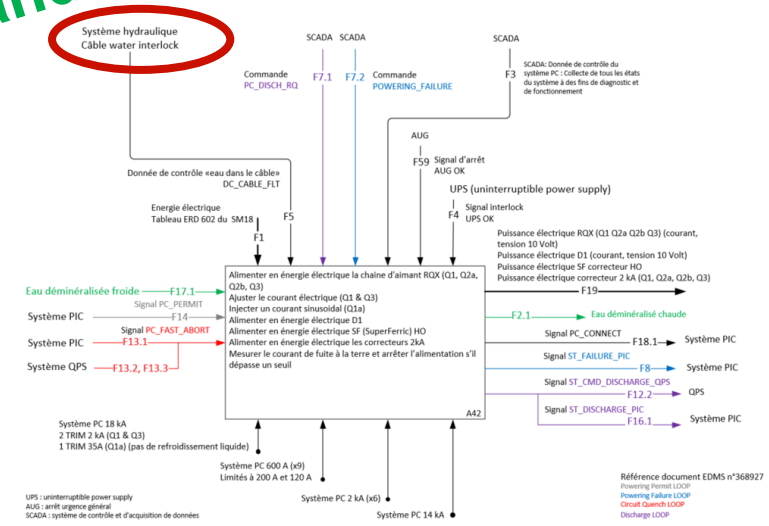 Système hydraulique
Câble water interlock
SCADA SCADA
SCADA
Commande
PC_DISCH_RQ
F7.1
F7.2
Commande
POWERING_FAILURE
F3
SCADA: Donnée de contrôle du
système PC : Collecte de tous les états
du système à des fins de diagnostic et
de fonctionnement
AUG
F59
Signal d'arrêt
AUG OK
Donnée de contrôle «eau dans le câble»
DC_CABLE_FLT
F5
UPS (uninterruptible power supply)
F4
Signal Interlock
UPS OK
Energie électrique
Tableau ERD 602 du SM18
F1
Puissance électrique RQX (Q1 Q2a Q2b Q3) (courant,
tension 10 Volt)
Puissance électrique D1 (courant, tension 10 Volt)
Puissance électrique SF correcteur HO
Puissance électrique correcteur 2 kA (Q1, Q2a, Q2b, Q3)
F19
Alimenter en énergie électrique la chaine d'aimant RQX (Q1, Q2a,
Q2b, Q3)
Ajuster le courant électrique (Q1 & Q3)
Injecter un courant sinusoidal (Q1a)
Alimenter en énergie électrique D1
Alimenter en énergie électrique SF (SuperFerric) HO
Alimenter en énergie électrique les correcteurs 2kA
Mesurer le courant de fuite à la terre et arrêter l'alimentation s'il
dépasse un seuil
A42
Eau déminéralisée froide F17.1
Signal PC_PERMIT
Système PIC F14
Signal PC_FAST_ABORT
Système PIC F13.1
Système QPS F13.2, F13.3
F2.1 Eau déminéralisé chaude
Signal PC_CONNECT
F18.1 Système PIC
Signal ST_FAILURE_PIC
F8 Système PIC
Signal ST_CMD_DISCHARGE_QPS
F12.2 QPS
Signal ST_DISCHARGE_PIC
F16.1 Système PIC
Système PC 18 kA
2 TRIM 2 kA (Q1 & Q3)
1 TRIM 35A (Q1a) (pas de refroidissement liquide)
Système PC 600 A (x9)
Limités à 200 A et 120 A
Système PC 2 kA (x6)
Système PC 14 kA
UPS : uninterruptible power supply
AUG : arrêt urgence général
SCADA : système de contrôle et d'acquisition de données
Référence document EDMS n°368927
Powering Permit LOOP
Powering Failure LOOP
Circuit Quench LOOP
Discharge LOOP